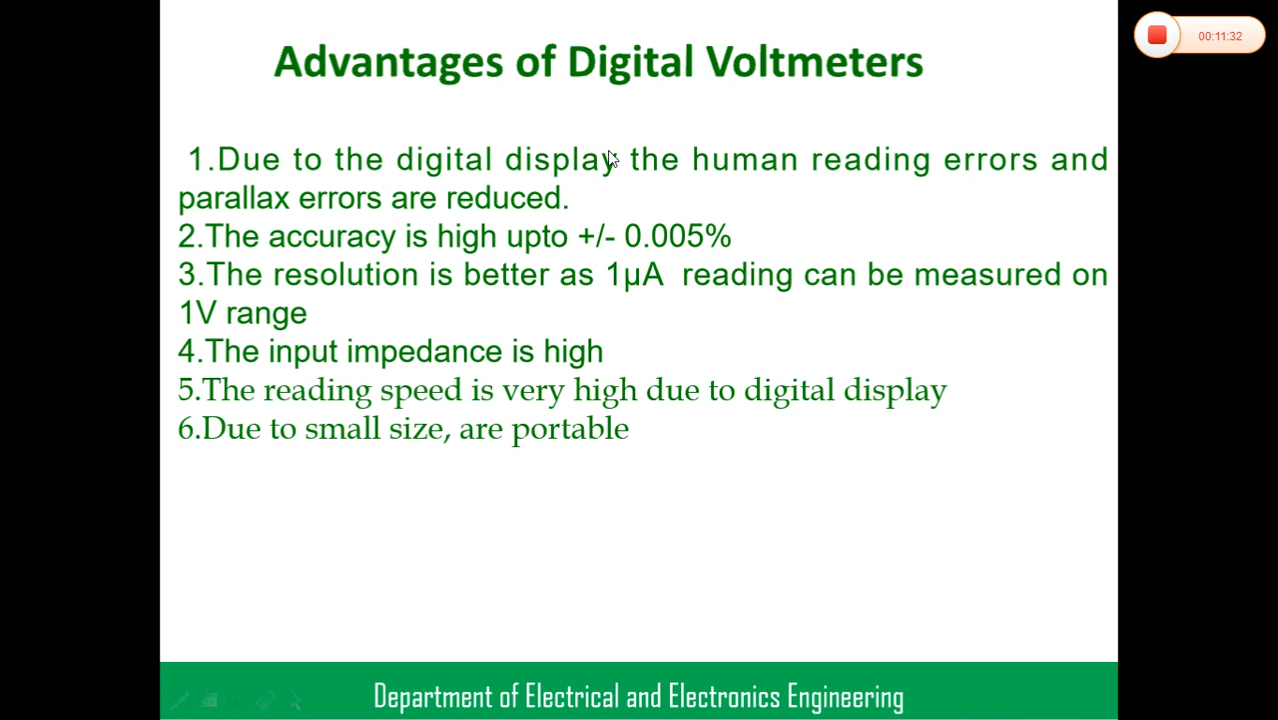 00:11:32
Advantages of Digital Voltmeters
1.Due to the digital display the human reading errors and
parallax errors are reduced.
2.The accuracy is high upto +/- 0.005%
3.The resolution is better as 1μA reading can be measured on
1V range
4.The input impedance is high
5.The reading speed is very high due to digital display
6.Due to small size, are portable
Department of Electrical and Electronics Engineering